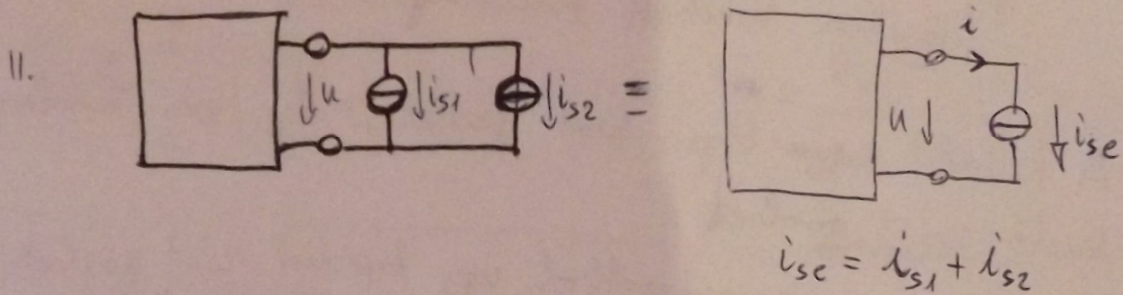 11.
u
is1
is2
≡
i
u
ise
ise = is1 + is2